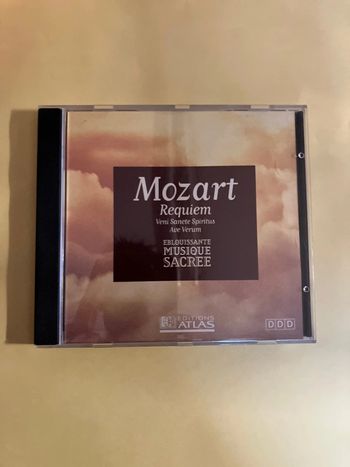 Mozart
Requiem
Veni Sancte Spiritus
Ave Verum
EBLOUISSANTE
MUSIQUE
SACREE
EDITIONS
ATLAS
DDD